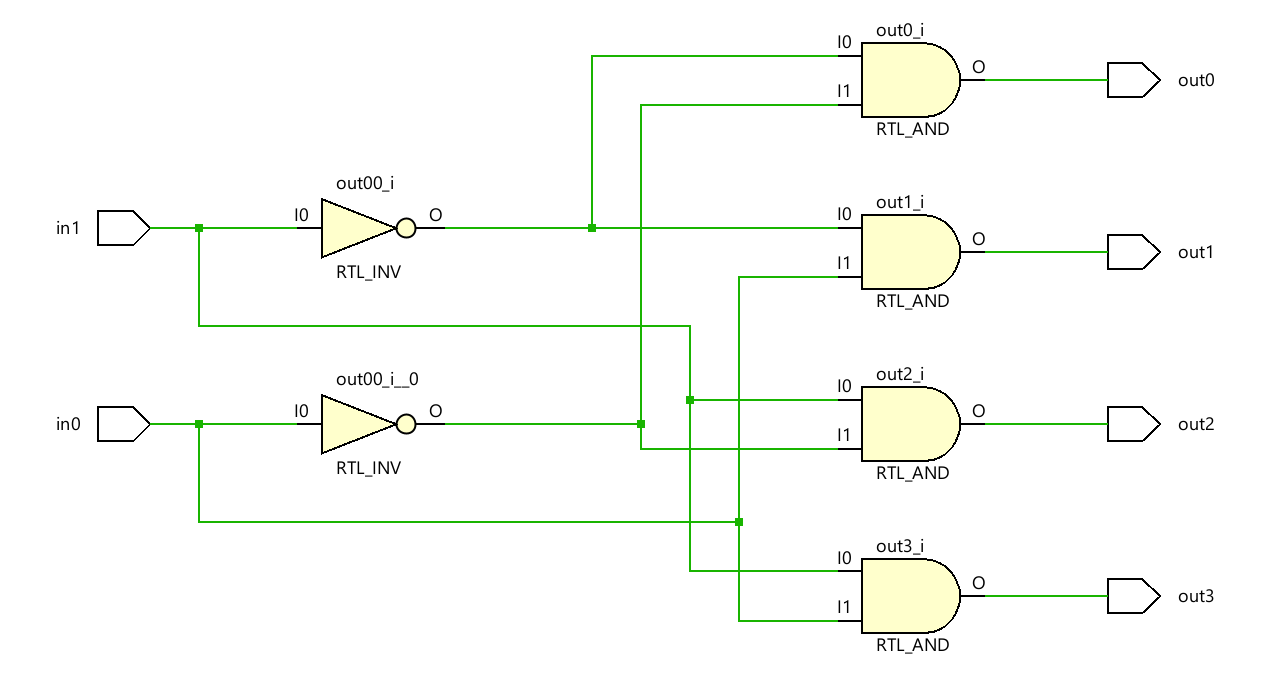 out0_i
I0
O
I1
out0
RTL_AND
out00_i
in1
I0
O
RTL_INV
out1_i
I0
O
I1
out1
RTL_AND
out00_i__0
in0
I0
O
RTL_INV
out2_i
I0
O
I1
out2
RTL_AND
out3_i
I0
O
I1
out3
RTL_AND